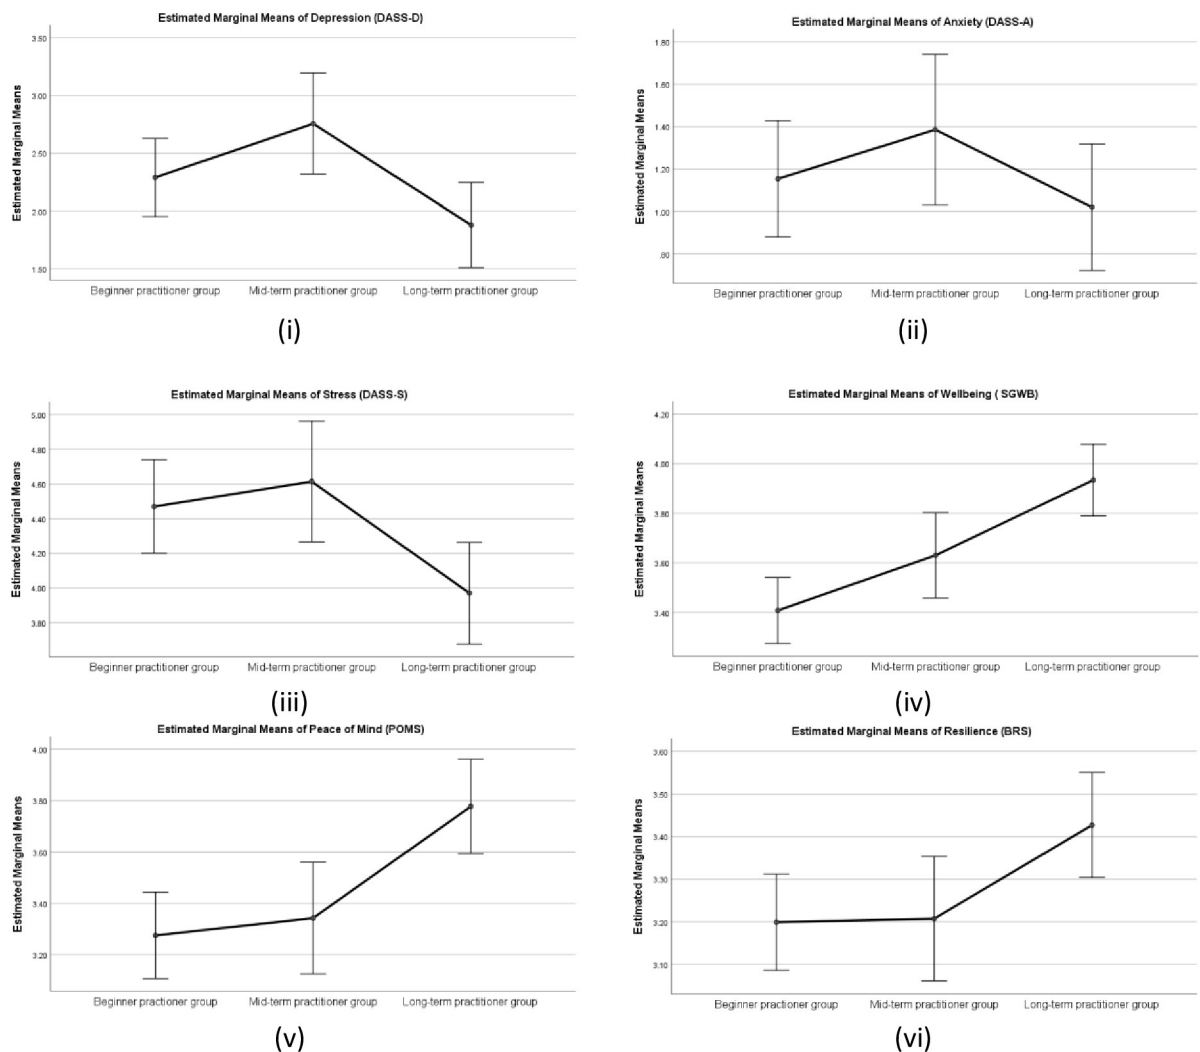 Estimated Marginal Means of Depression (DASS-D)
Estimated Marginal Means
3.50
3.00
2.50
2.00
1.50
Beginner practitioner group Mid-term practitioner group Long-term practitioner group
(i)
Estimated Marginal Means of Anxiety (DASS-A)
Estimated Marginal Means
1.80
1.60
1.40
1.20
1.00
.80
Beginner practitioner group Mid-term practitioner group Long-term practitioner group
(ii)
Estimated Marginal Means of Stress (DASS-S)
Estimated Marginal Means
5.00
4.80
4.60
4.40
4.20
4.00
3.80
Beginner practitioner group Mid-term practitioner group Long-term practitioner group
(iii)
Estimated Marginal Means of Wellbeing ( SGWB)
Estimated Marginal Means
4.20
4.00
3.80
3.60
3.40
Beginner practitioner group Mid-term practitioner group Long-term practitioner group
(iv)
Estimated Marginal Means of Peace of Mind (POMS)
Estimated Marginal Means
4.00
3.80
3.60
3.40
3.20
Beginner practioner group Mid-term practitioner group Long-term practitioner group
(v)
Estimated Marginal Means of Resilience (BRS)
Estimated Marginal Means
3.60
3.50
3.40
3.30
3.20
3.10
Beginner practitioner group Mid-term practitioner group Long-term practitioner group
(vi)